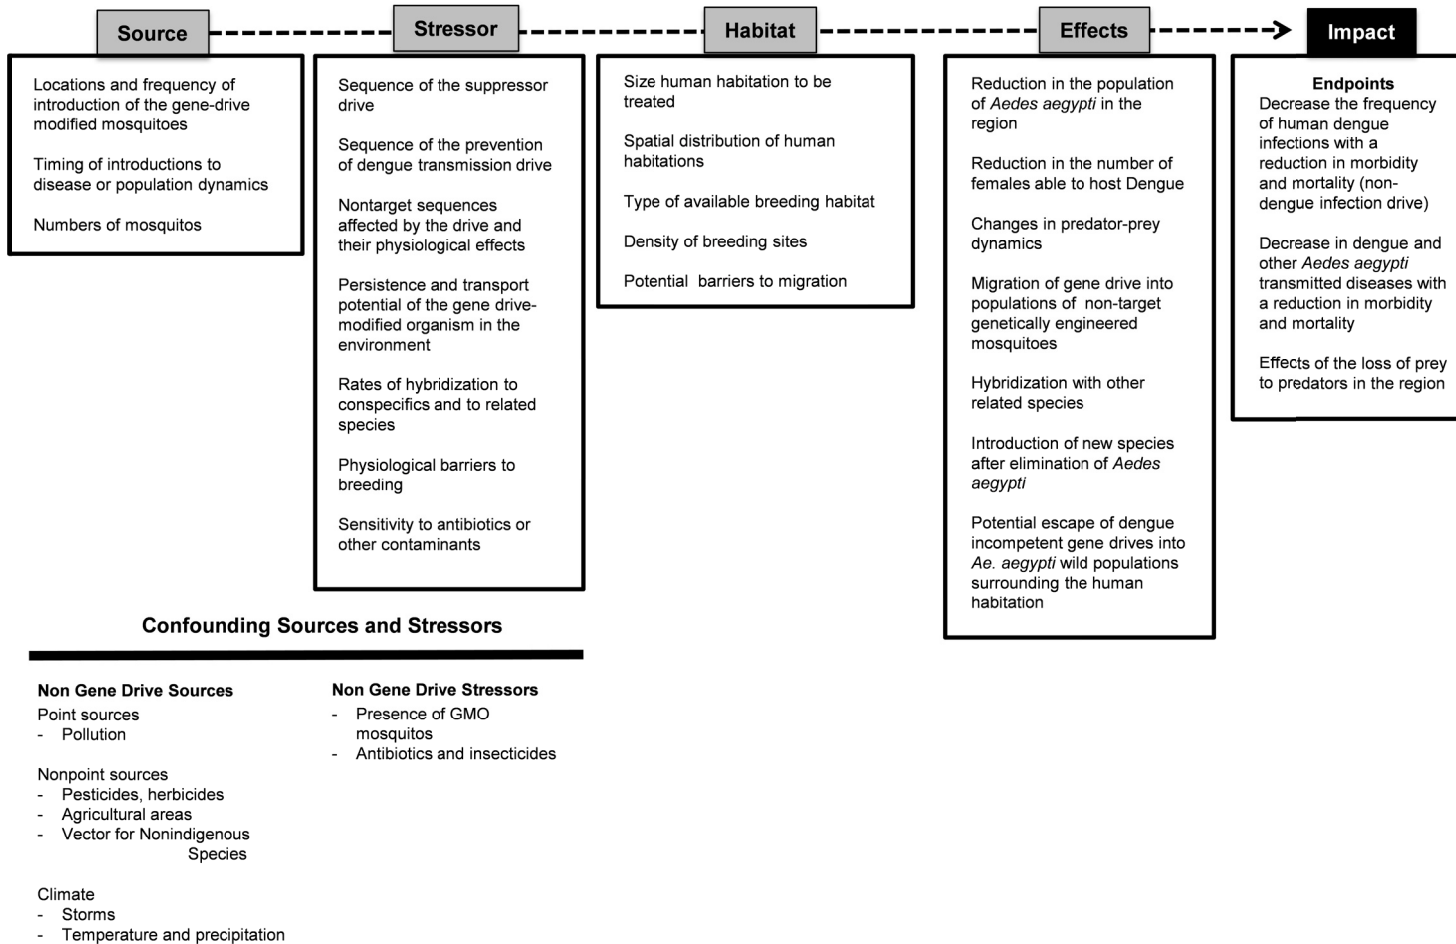 Source
Stressor
Habitat
Effects
Impact
Locations and frequency of
introduction of the gene-drive
modified mosquitoes
Timing of introductions to
disease or population dynamics
Numbers of mosquitos
Sequence of the suppressor
drive
Sequence of the prevention
of dengue transmission drive
Nontarget sequences
affected by the drive and
their physiological effects
Persistence and transport
potential of the gene drive-
modified organism in the
environment
Rates of hybridization to
conspecifics and to related
species
Physiological barriers to
breeding
Sensitivity to antibiotics or
other contaminants
Size human habitation to be
treated
Spatial distribution of human
habitations
Type of available breeding habitat
Density of breeding sites
Potential barriers to migration
Reduction in the population
of Aedes aegypti in the
region
Reduction in the number of
females able to host Dengue
Changes in predator-prey
dynamics
Migration of gene drive into
populations of non-target
genetically engineered
mosquitoes
Hybridization with other
related species
Introduction of new species
after elimination of Aedes
aegypti
Potential escape of dengue
incompetent gene drives into
Ae. aegypti wild populations
surrounding the human
habitation
Endpoints
Decrease the frequency
of human dengue
infections with a
reduction in morbidity
and mortality (non-
dengue infection drive)
Decrease in dengue and
other Aedes aegypti
transmitted diseases with
a reduction in morbidity
and mortality
Effects of the loss of prey
to predators in the region
Confounding Sources and Stressors
Non Gene Drive Sources
Point sources
- Pollution
Nonpoint sources
- Pesticides, herbicides
- Agricultural areas
- Vector for Nonindigenous
Species
Climate
- Storms
- Temperature and precipitation
Non Gene Drive Stressors
- Presence of GMO
mosquitos
- Antibiotics and insecticides